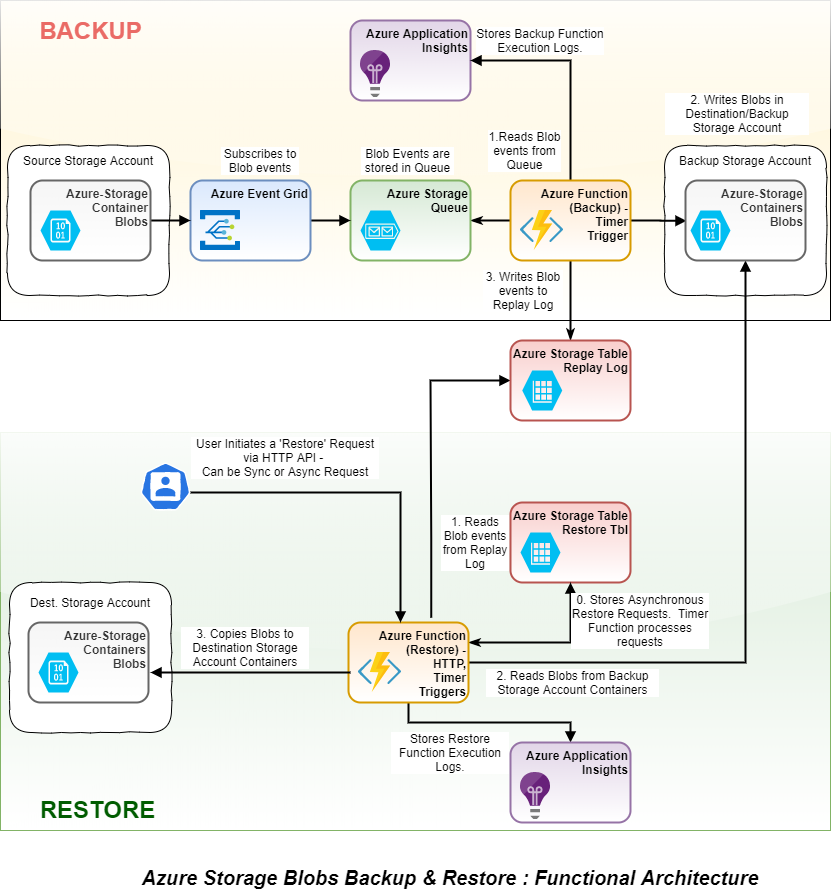 BACKUP
Azure Application
Insights
Stores Backup Function
Execution Logs.
2. Writes Blobs in
Destination/Backup
Storage Account
1.Reads Blob
events from
Queue
Source Storage Account
Azure-Storage
Container
Blobs
10
01
Subscribes to
Blob events
Azure Event Grid
Blob Events are
stored in Queue
Azure Storage
Queue
Azure Function
(Backup) -
Timer
Trigger
Backup Storage Account
Azure-Storage
Containers
Blobs
10
01
3. Writes Blob
events to
Replay Log
Azure Storage Table
Replay Log
User Initiates a 'Restore' Request
via HTTP API -
Can be Sync or Async Request
1. Reads
Blob events
from Replay
Log
Azure Storage Table
Restore Tbl
0. Stores Asynchronous
Restore Requests.  Timer
Function processes
requests
Dest. Storage Account
Azure-Storage
Containers
Blobs
10
01
3. Copies Blobs to
Destination Storage
Account Containers
Azure Function
(Restore) -
HTTP,
Timer
Triggers
2. Reads Blobs from Backup
Storage Account Containers
Stores Restore
Function Execution
Logs.
Azure Application
Insights
RESTORE
Azure Storage Blobs Backup & Restore : Functional Architecture